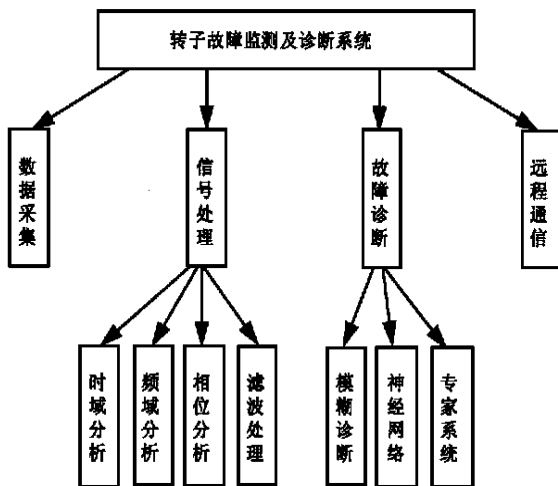 转子故障监测及诊断系统
数据采集
信号处理
故障诊断
远程通信
时域分析
频域分析
相位分析
滤波处理
模糊诊断
神经网络
专家系统